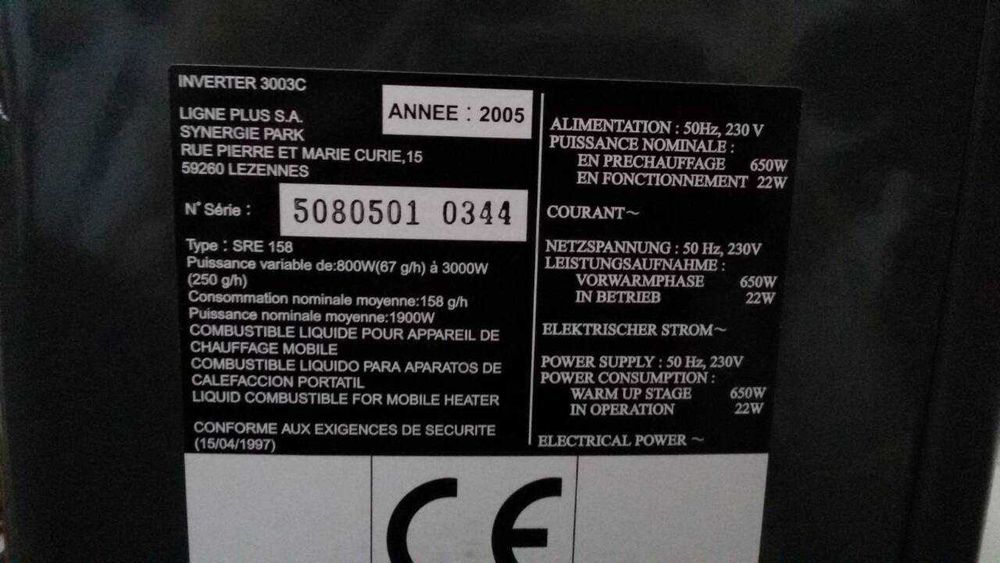 INVERTER 3003C
LIGNE PLUS S.A.
SYNERGIE PARK
RUE PIERRE ET MARIE CURIE,15
59260 LEZENNES
ANNEE : 2005
N° Série :
5080501 0344
Type : SRE 158
Puissance variable de:800W(67 g/h) à 3000W
(250 g/h)
Consommation nominale moyenne:158 g/h
Puissance nominale moyenne:1900W
COMBUSTIBLE LIQUIDE POUR APPAREIL DE
CHAUFFAGE MOBILE
COMBUSTIBLE LIQUIDO PARA APARATOS DE
CALEFACCION PORTATIL
LIQUID COMBUSTIBLE FOR MOBILE HEATER
CONFORME AUX EXIGENCES DE SECURITE
(15/04/1997)
ALIMENTATION : 50Hz, 230 V
PUISSANCE NOMINALE :
EN PRECHAUFFAGE 650W
EN FONCTIONNEMENT 22W
COURANT~
NETZSPANNUNG : 50 Hz, 230V
LEISTUNGSAUFNAHME :
VORWARMPHASE 650W
IN BETRIEB 22W
ELEKTRISCHER STROM~
POWER SUPPLY : 50 Hz, 230V
POWER CONSUMPTION :
WARM UP STAGE 650W
IN OPERATION 22W
ELECTRICAL POWER ~
CE